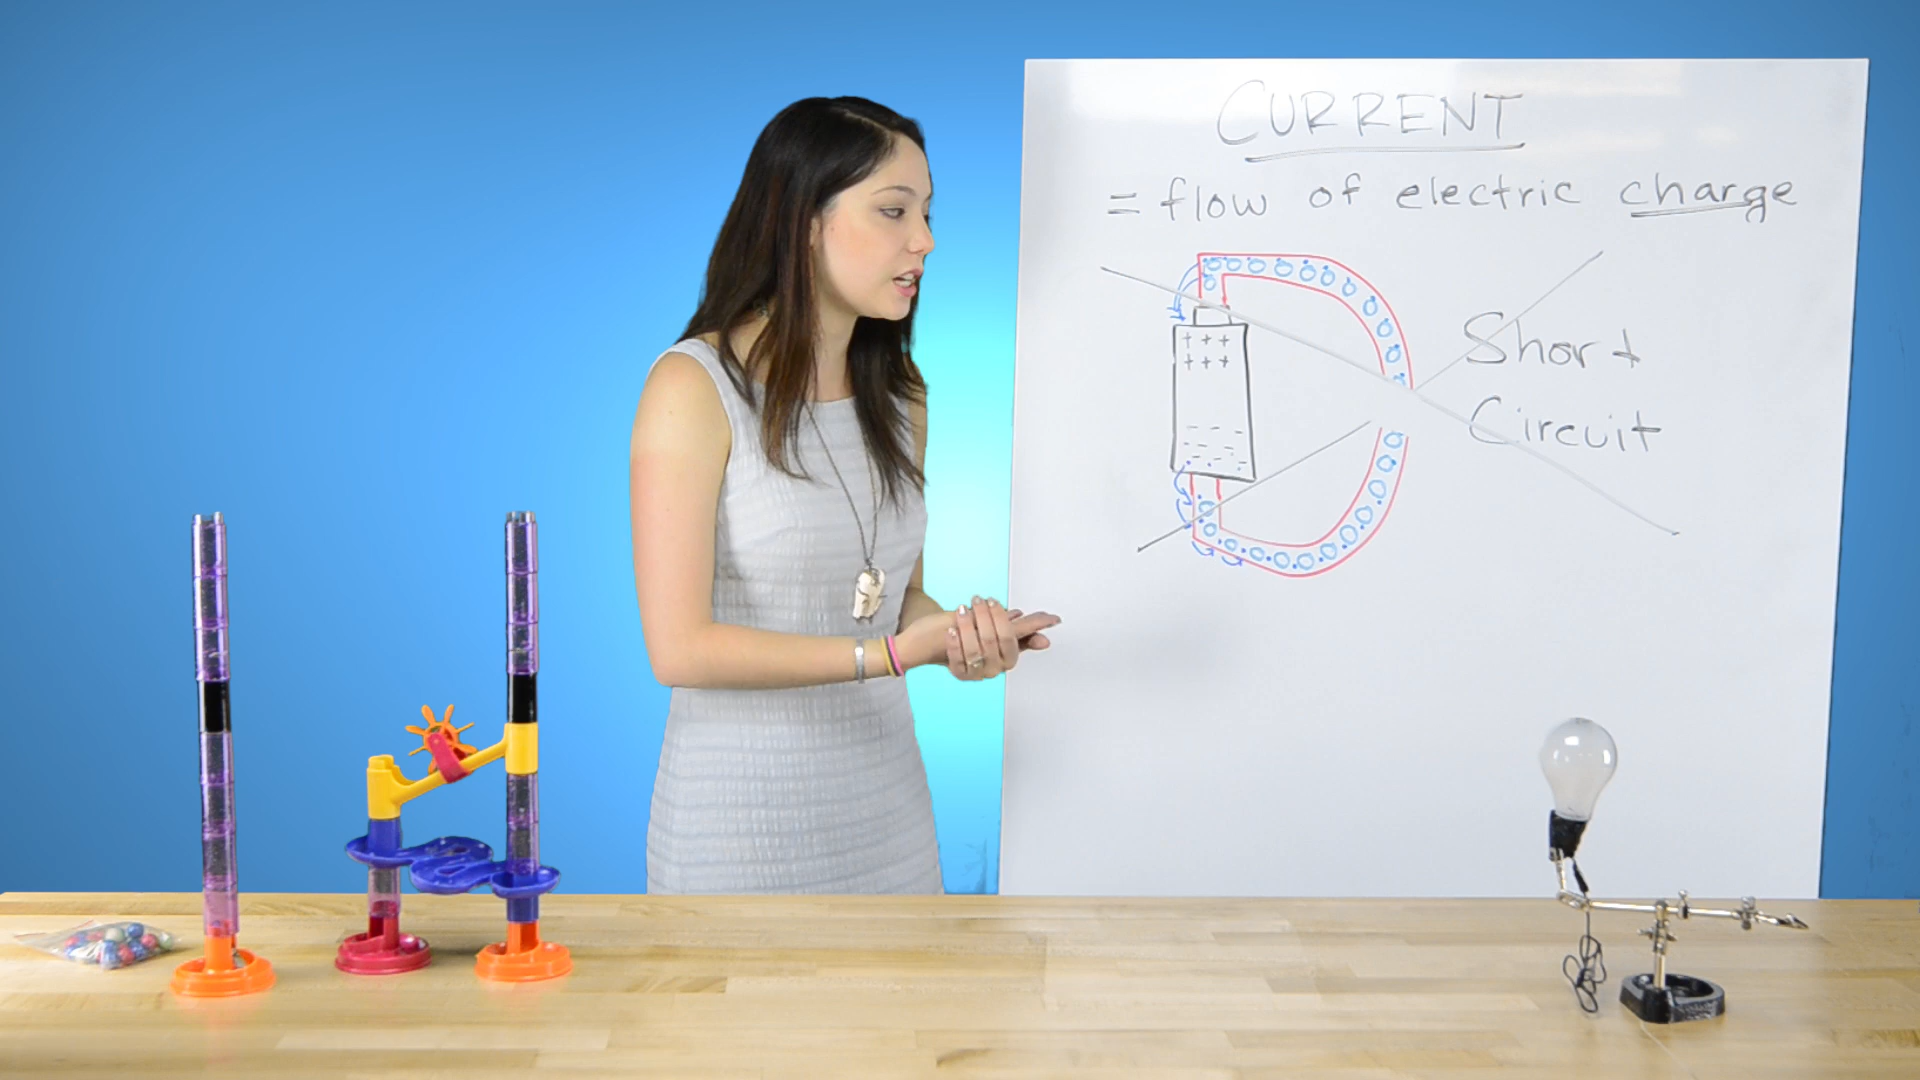 CURRENT
= flow of electric charge
+ + +
+ + +
Short
Circuit